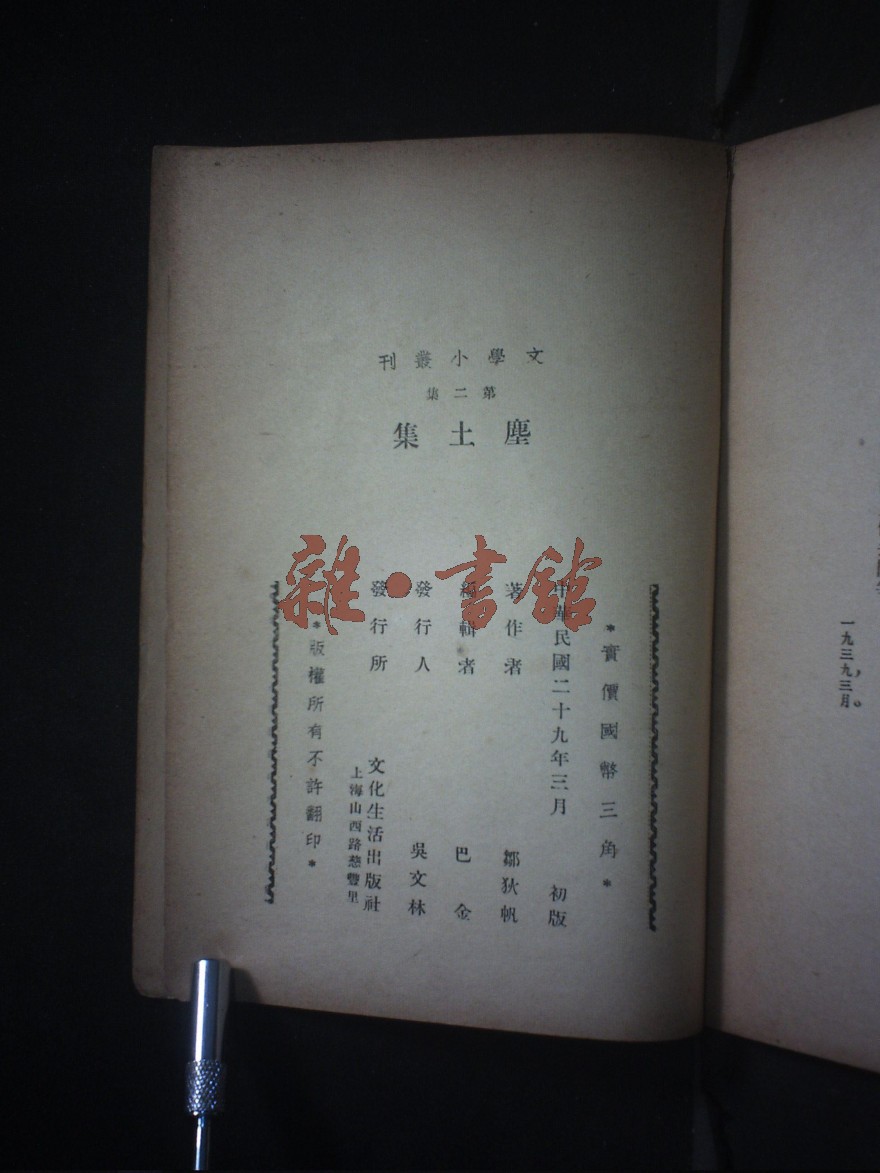 文學小叢刊
第二集
塵土集
*實價國幣三角*
中華民國二十九年三月 初版
著作者 鄒狄帆
編輯者 巴金
發行人 吳文林
發行所 文化生活出版社
上海山西路慈豐里
*版權所有不許翻印*
雜·書館
一九三九,三月。